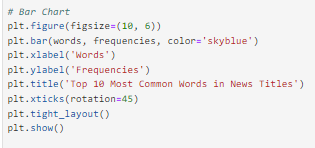 # Bar Chart
plt.figure(figsize=(10, 6))
plt.bar(words, frequencies, color='skyblue')
plt.xlabel('Words')
plt.ylabel('Frequencies')
plt.title('Top 10 Most Common Words in News Titles')
plt.xticks(rotation=45)
plt.tight_layout()
plt.show()